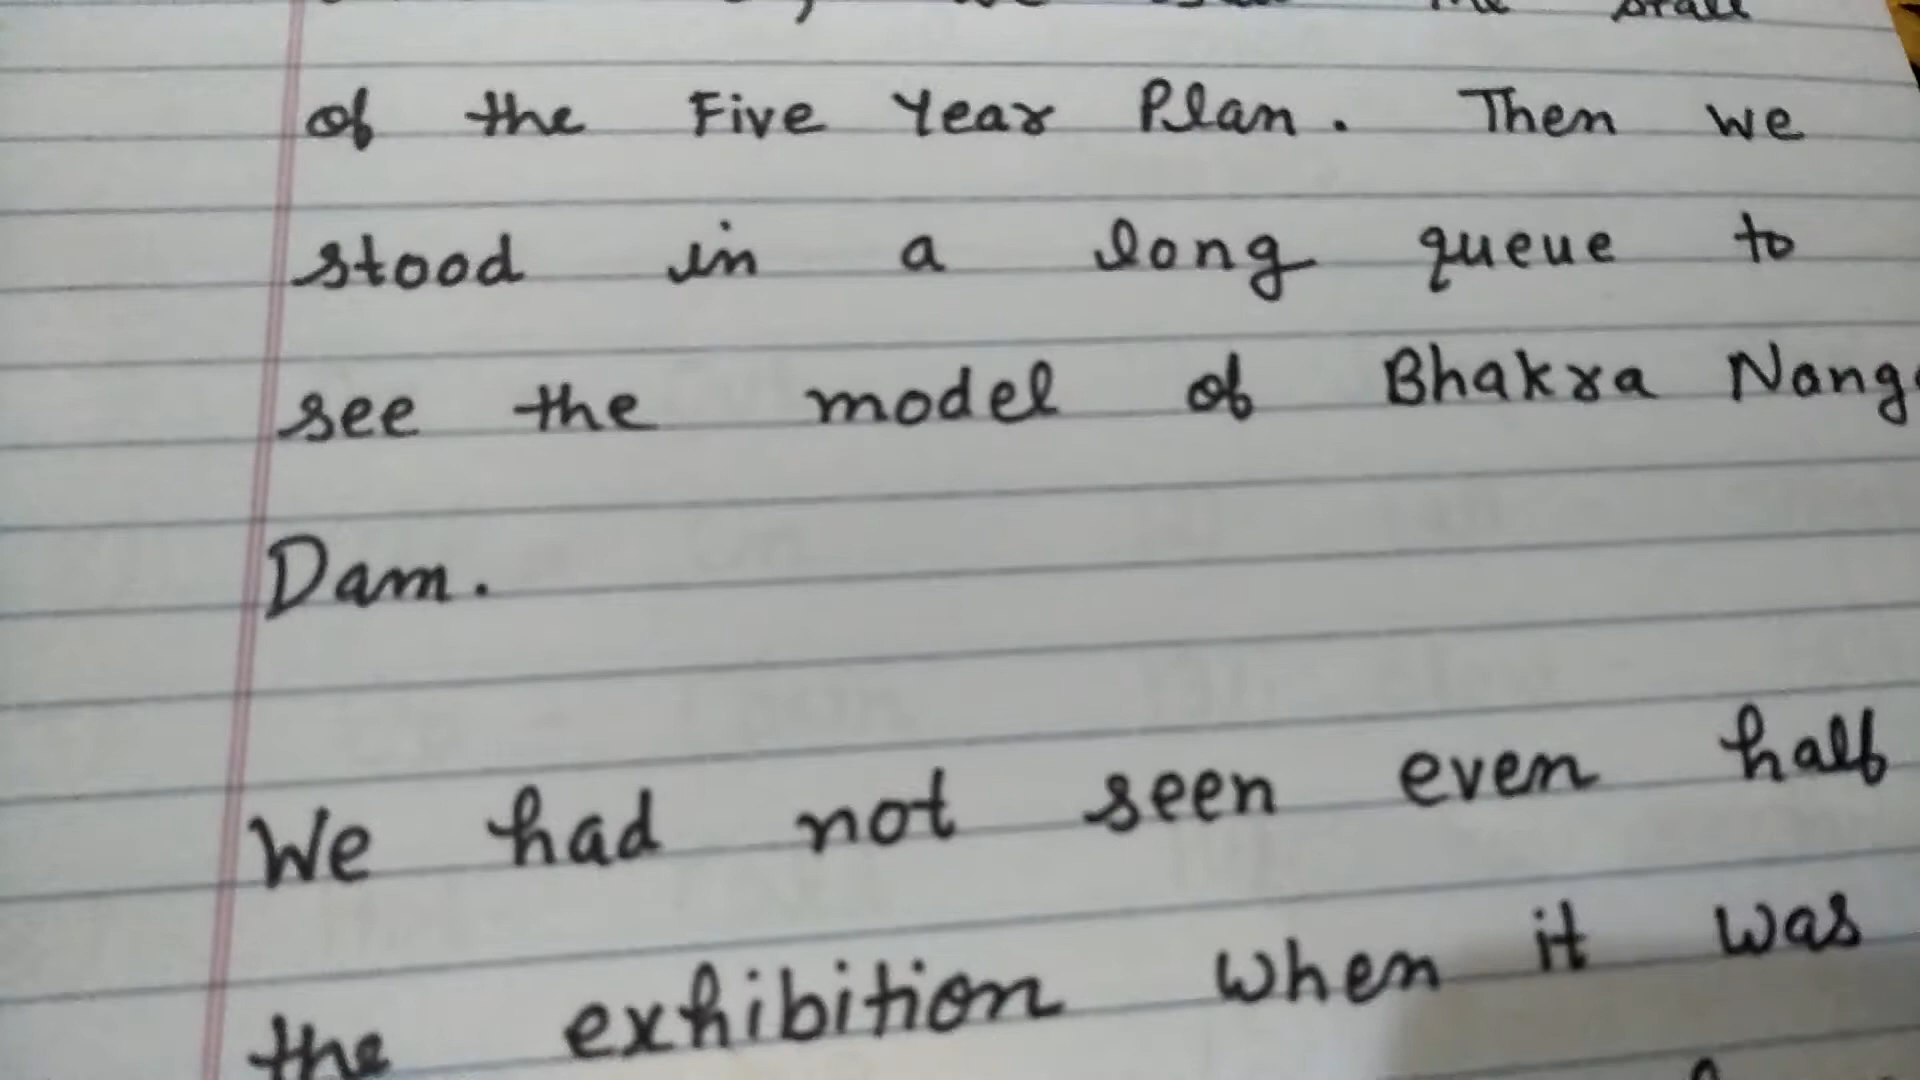 of the Five Year Plan. Then we
stood in a long queue to
see the model of Bhakra Nang
Dam.
We had not seen even half
the exhibition when it was